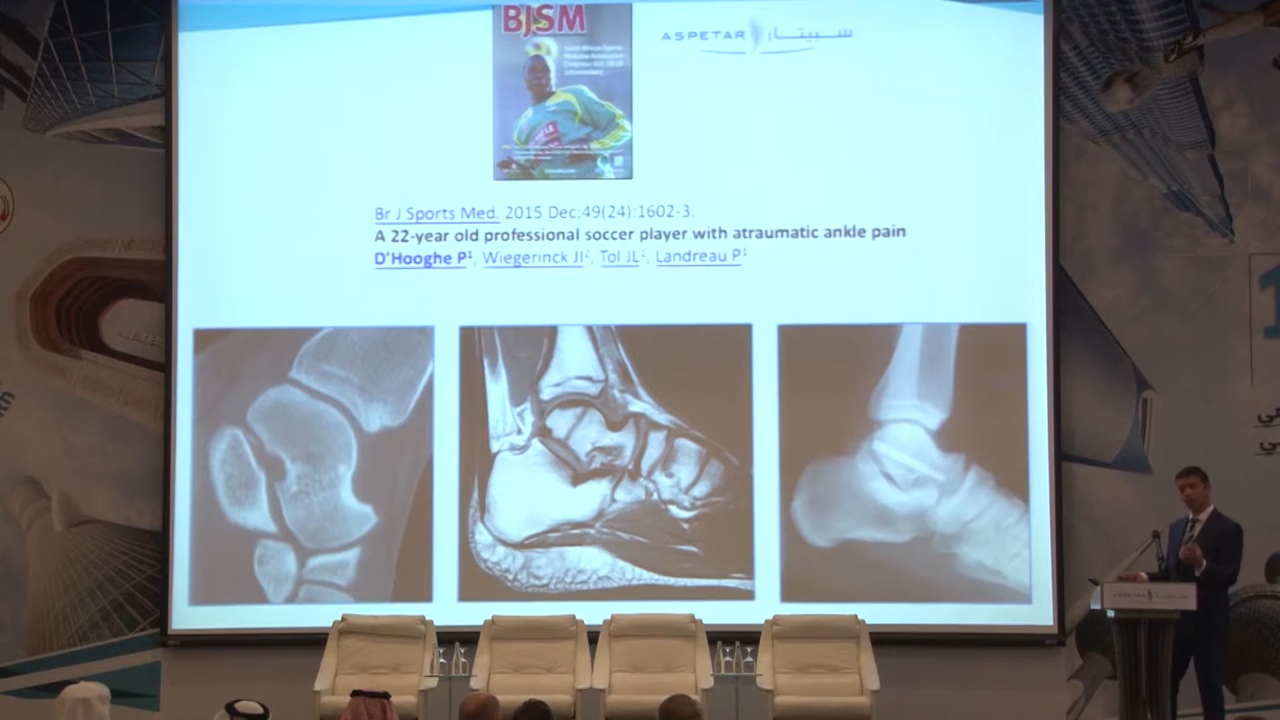 BJSM
ASPETAR سبيتار
Br J Sports Med. 2015 Dec;49(24):1602-3.
A 22-year old professional soccer player with atraumatic ankle pain
D'Hooghe P¹, Wiegerinck JI², Tol JL¹, Landreau P¹
ASPETAR سبيتار